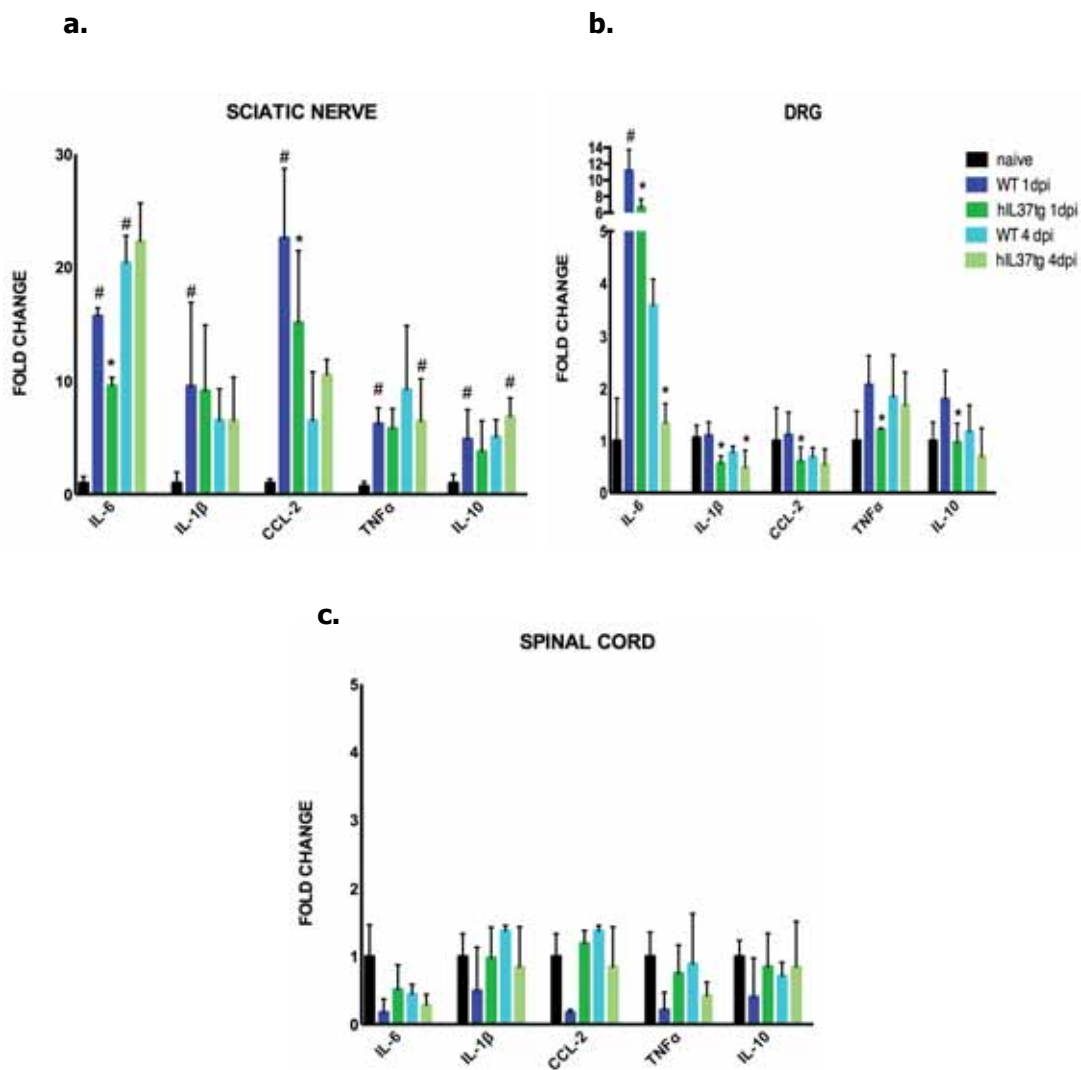 a.
SCIATIC NERVE
FOLD CHANGE
30
20
10
0
#
*
#
#
#
*
#
#
#
#
IL-6
IL-1β
CCL-2
TNFα
IL-10
b.
DRG
FOLD CHANGE
14
12
10
8
6
5
4
3
2
1
0
#
*
*
*
*
*
*
*
IL-6
IL-1β
CCL-2
TNFα
IL-10
naive
WT 1dpi
hIL37tg 1dpi
WT 4 dpi
hIL37tg 4dpi
c.
SPINAL CORD
FOLD CHANGE
5
4
3
2
1
0
IL-6
IL-1β
CCL-2
TNFα
IL-10